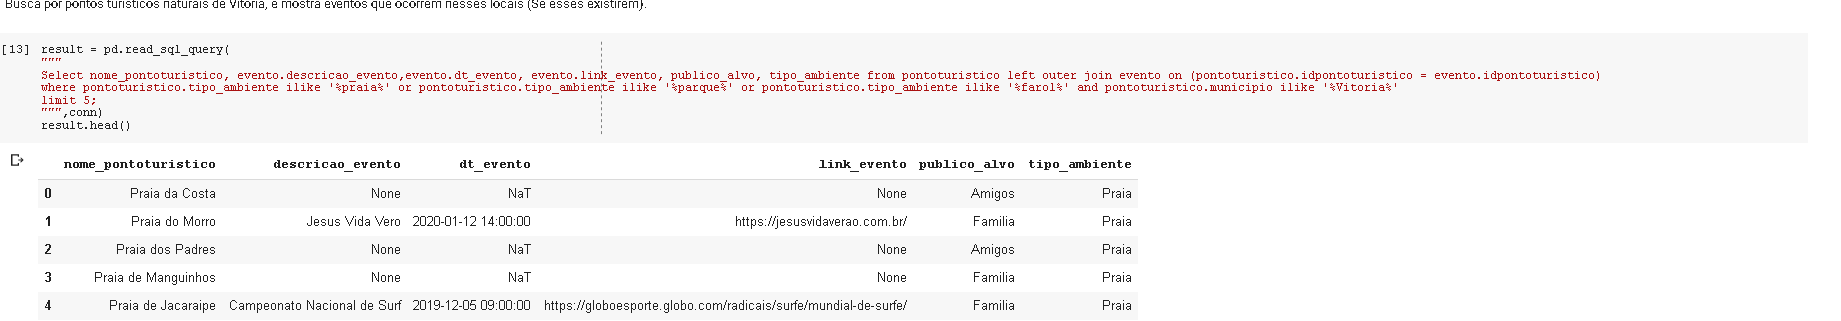 Busca por pontos turísticos naturais de Vitória, e mostra eventos que ocorrem nesses locais (Se esses existirem).
[13] result = pd.read_sql_query(
"""
Select nome_pontoturistico, evento.descricao_evento,evento.dt_evento, evento.link_evento, publico_alvo, tipo_ambiente from pontoturistico left outer join evento on (pontoturistico.idpontoturistico = evento.idpontoturistico)
where pontoturistico.tipo_ambiente ilike '%praia%' or pontoturistico.tipo_ambiente ilike '%parque%' or pontoturistico.tipo_ambiente ilike '%farol%' and pontoturistico.municipio ilike '%Vitoria%'
limit 5;
""",conn)
result.head()
nome_pontoturistico descricao_evento dt_evento link_evento publico_alvo tipo_ambiente
0 Praia da Costa None NaT None Amigos Praia
1 Praia do Morro Jesus Vida Vero 2020-01-12 14:00:00 https://jesusvidaverao.com.br/ Familia Praia
2 Praia dos Padres None NaT None Amigos Praia
3 Praia de Manguinhos None NaT None Familia Praia
4 Praia de Jacaraipe Campeonato Nacional de Surf 2019-12-05 09:00:00 https://globoesporte.globo.com/radicais/surfe/mundial-de-surfe/ Familia Praia